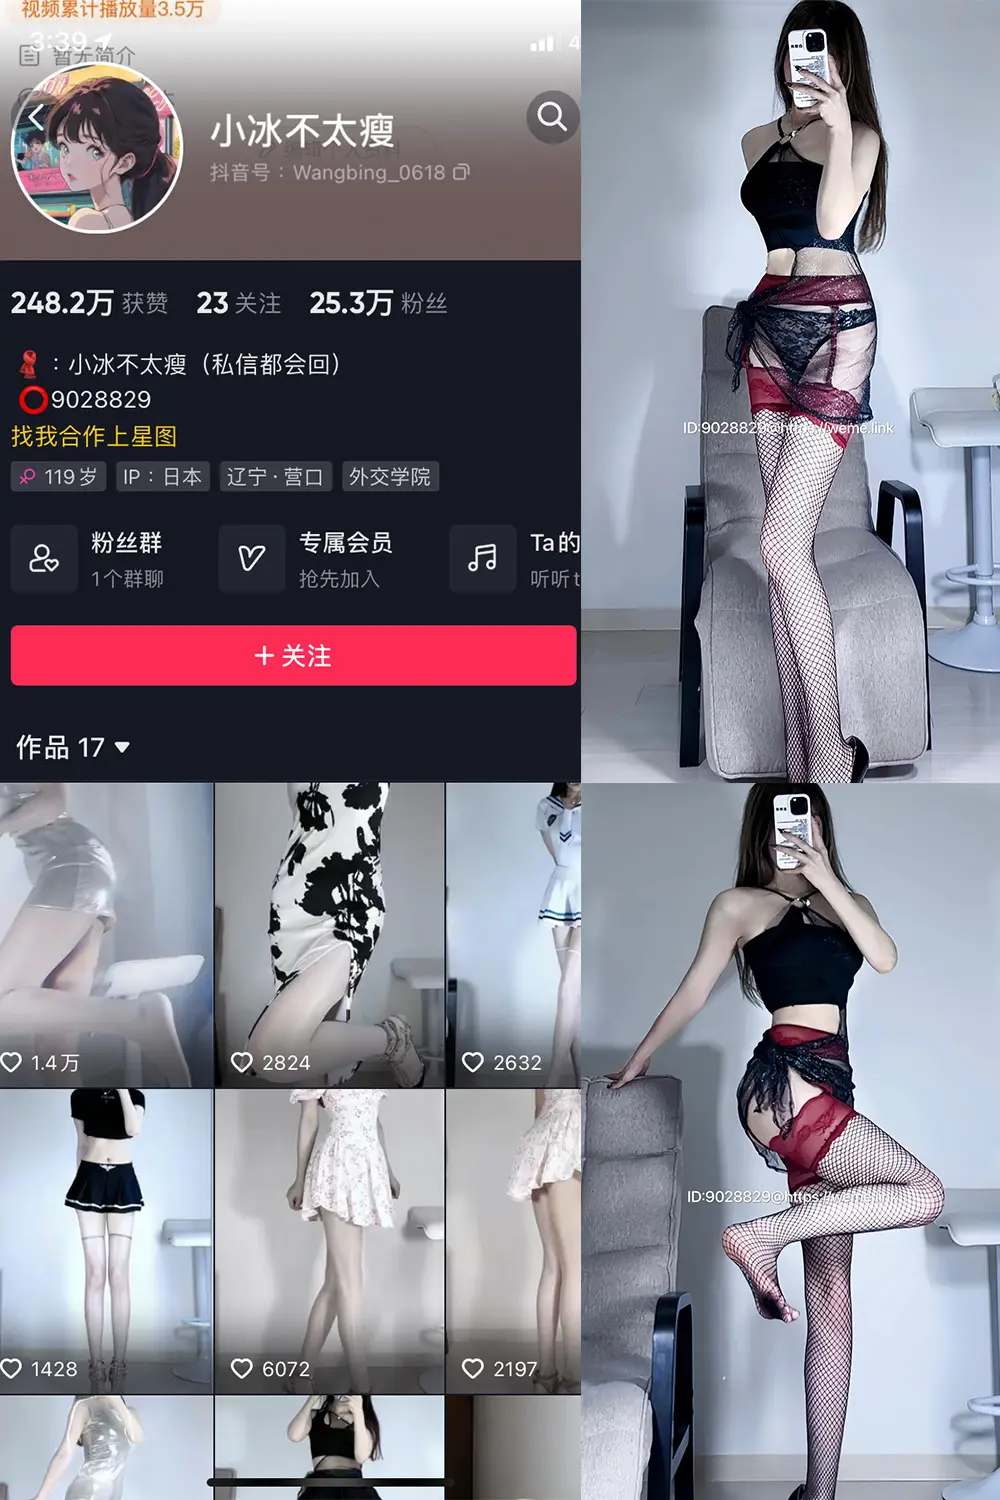 视频累计播放量3.5万
3:39
4
暂无简介
小冰不太瘦
抖音号：Wangbing_0618
248.2万 获赞 23 关注 25.3万 粉丝
：小冰不太瘦（私信都会回）
9028829
找我合作上星图
119岁 IP：日本 辽宁·营口 外交学院
粉丝群 专属会员 Ta的
1个群聊 抢先加入 听听t
+ 关注
作品 17
1.4万 2824 2632
1428 6072 2197
ID:9028829@https://weme.link
ID:9028829@https://weme.link